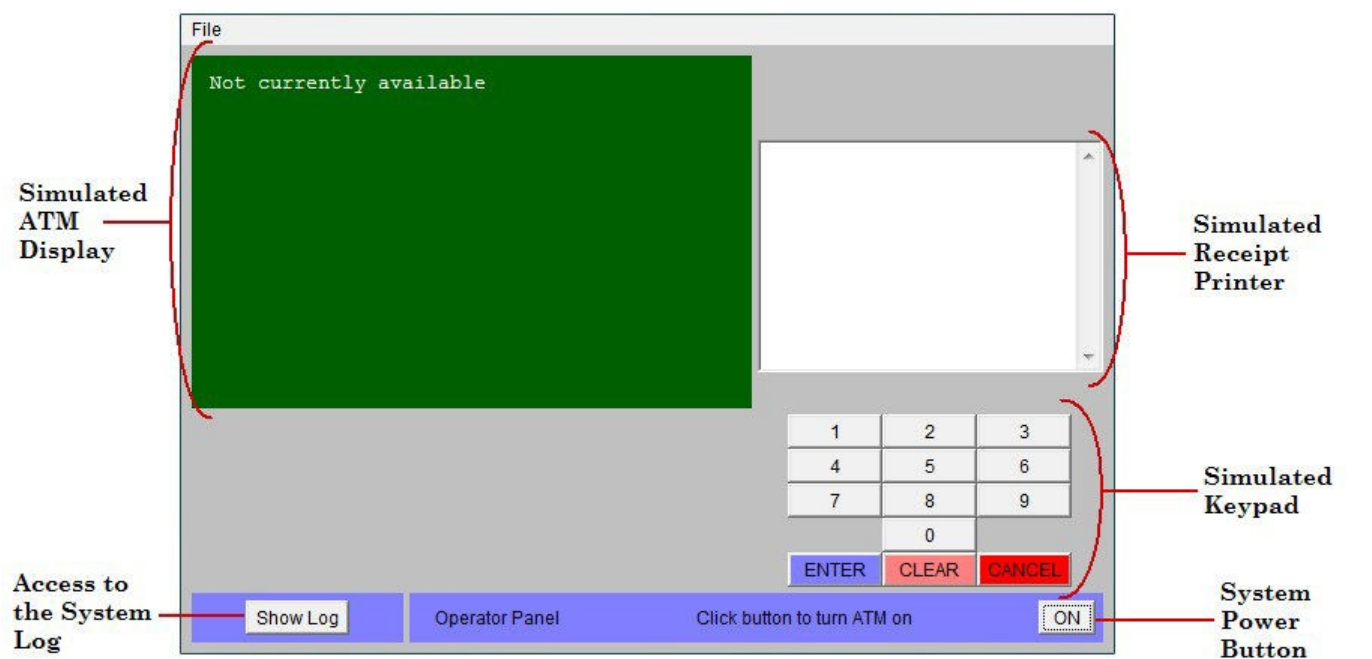 File
Not currently available
Simulated
ATM
Display
Simulated
Receipt
Printer
1 2 3
4 5 6
7 8 9
0
ENTER CLEAR CANCEL
Simulated
Keypad
Access to
the System
Log
Show Log
Operator Panel
Click button to turn ATM on
ON
System
Power
Button